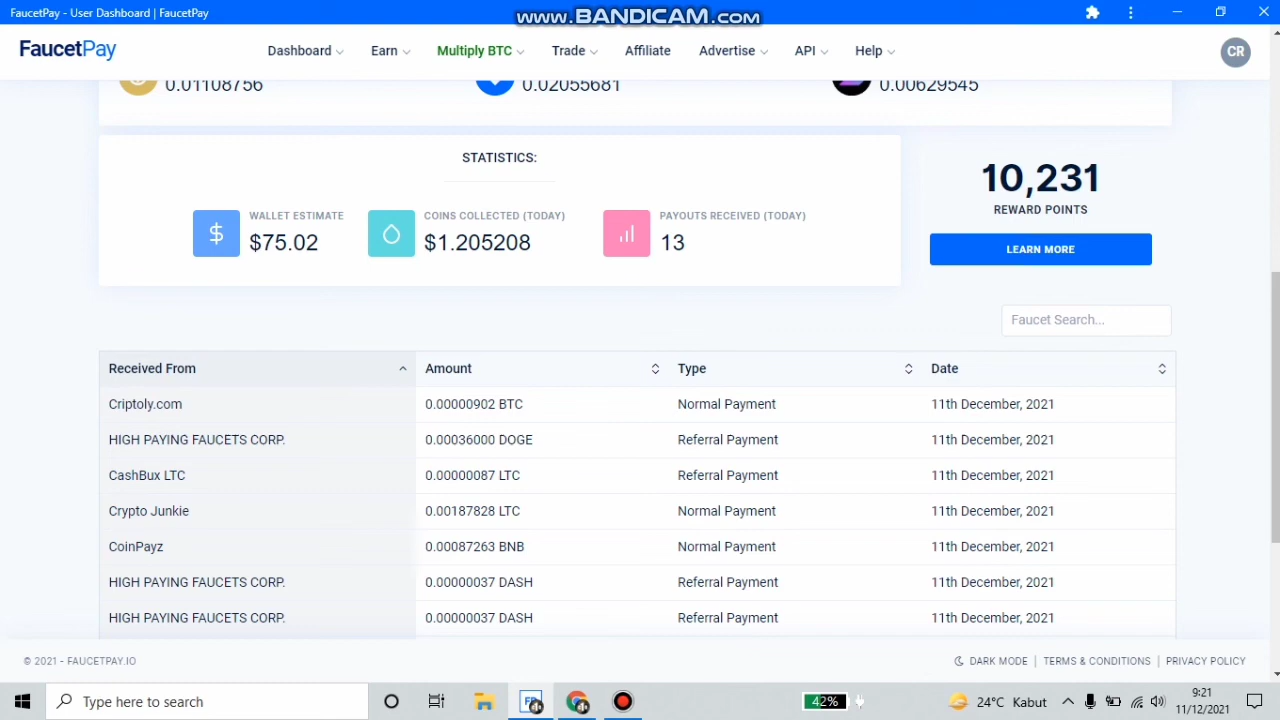 FaucetPay - User Dashboard | FaucetPay
www.BANDICAM.com
FaucetPay Dashboard Earn Multiply BTC Trade Affiliate Advertise API Help CR
0.01108756 0.02055681 0.00629545
STATISTICS:
WALLET ESTIMATE
$75.02
COINS COLLECTED (TODAY)
$1.205208
PAYOUTS RECEIVED (TODAY)
13
10,231
REWARD POINTS
LEARN MORE
Faucet Search...
Received From Amount Type Date
Criptoly.com 0.00000902 BTC Normal Payment 11th December, 2021
HIGH PAYING FAUCETS CORP. 0.00036000 DOGE Referral Payment 11th December, 2021
CashBux LTC 0.00000087 LTC Referral Payment 11th December, 2021
Crypto Junkie 0.00187828 LTC Normal Payment 11th December, 2021
CoinPayz 0.00087263 BNB Normal Payment 11th December, 2021
HIGH PAYING FAUCETS CORP. 0.00000037 DASH Referral Payment 11th December, 2021
HIGH PAYING FAUCETS CORP. 0.00000037 DASH Referral Payment 11th December, 2021
© 2021 - FAUCETPAY.IO DARK MODE | TERMS & CONDITIONS | PRIVACY POLICY
Type here to search FP 42% 24°C Kabut 9:21
11/12/2021